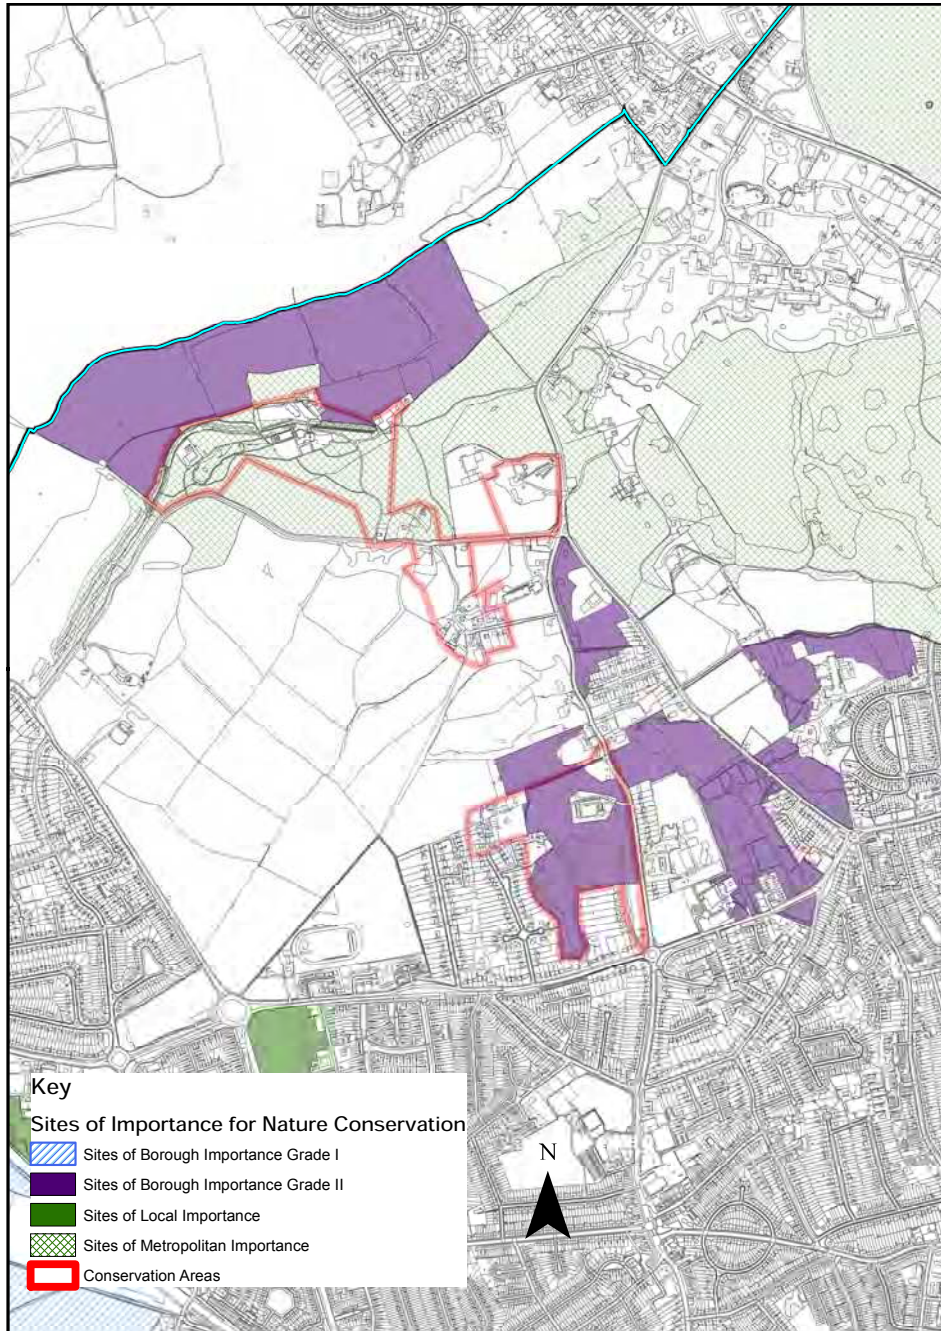 N
Key
Sites of Importance for Nature Conservation
Sites of Borough Importance Grade I
Sites of Borough Importance Grade II
Sites of Local Importance
Sites of Metropolitan Importance
Conservation Areas